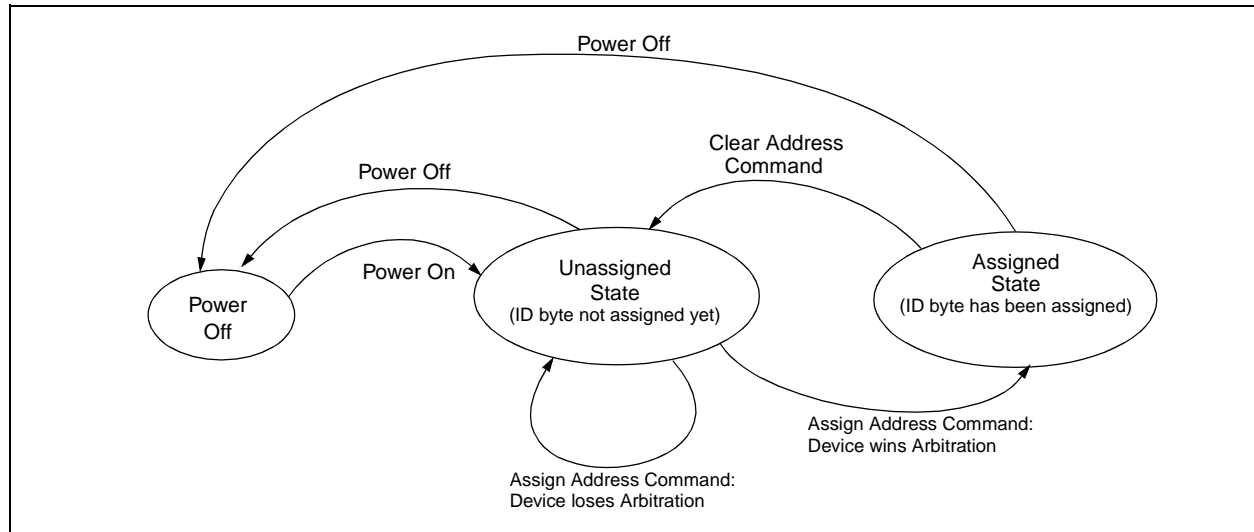 Power Off
Clear Address
Command
Power Off
Power On
Power
Off
Unassigned
State
(ID byte not assigned yet)
Assigned
State
(ID byte has been assigned)
Assign Address Command:
Device wins Arbitration
Assign Address Command:
Device loses Arbitration